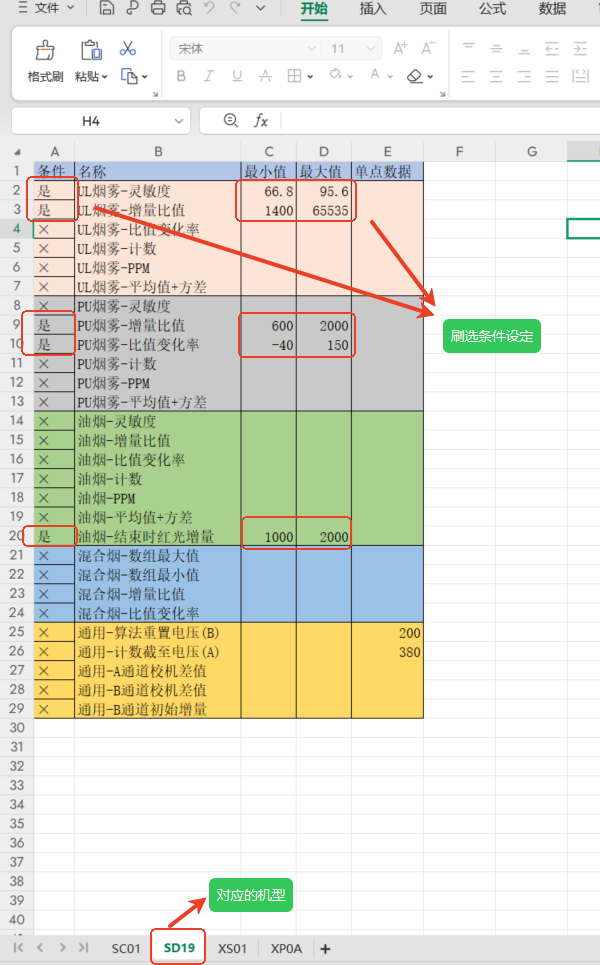 文件
开始 插入 页面 公式 数据
格式刷 粘贴 宋体 11 A+ A-
B I U A A
H4 fx
A B C D E F G
1 条件 名称 最小值 最大值 单点数据
2 是 UL烟雾-灵敏度 66.8 95.6
3 是 UL烟雾-增量比值 1400 65535
4 × UL烟雾-比值变化率
5 × UL烟雾-计数
6 × UL烟雾-PPM
7 × UL烟雾-平均值+方差
8 × PU烟雾-灵敏度
9 是 PU烟雾-增量比值 600 2000
10 是 PU烟雾-比值变化率 -40 150
刷选条件设定
11 × PU烟雾-计数
12 × PU烟雾-PPM
13 × PU烟雾-平均值+方差
14 × 油烟-灵敏度
15 × 油烟-增量比值
16 × 油烟-比值变化率
17 × 油烟-计数
18 × 油烟-PPM
19 × 油烟-平均值+方差
20 是 油烟-结束时红光增量 1000 2000
21 × 混合烟-数组最大值
22 × 混合烟-数组最小值
23 × 混合烟-增量比值
24 × 混合烟-比值变化率
25 × 通用-算法重置电压(B) 200
26 × 通用-计数截至电压(A) 380
27 × 通用-A通道校机差值
28 × 通用-B通道校机差值
29 × 通用-B通道初始增量
30
31
32
33
34
35
36
37
38
39
对应的机型
40
SC01 SD19 XS01 XP0A +